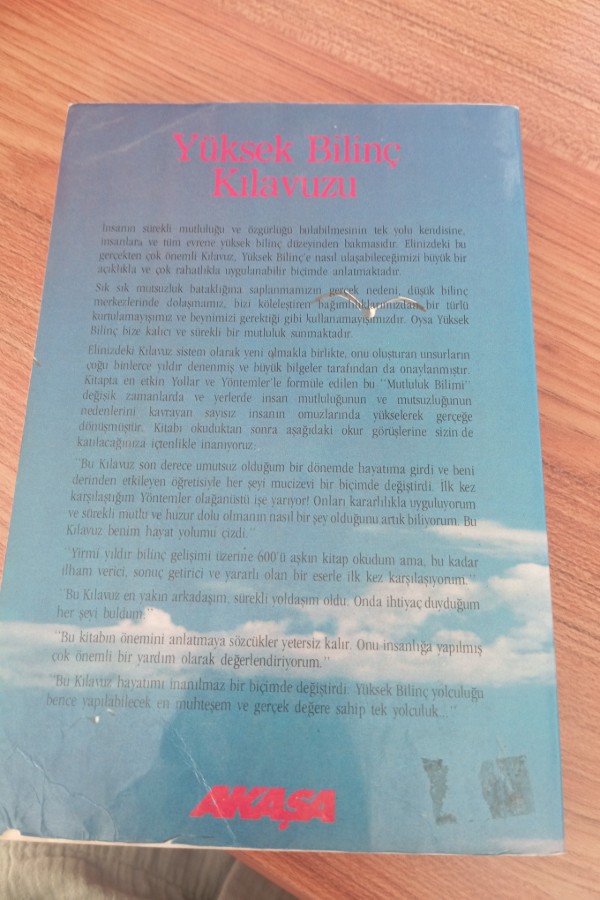 Yüksek Bilinç
Kılavuzu
İnsanın sürekli mutluluğu ve özgürlüğü bulabilmesinin tek yolu kendisine,
insanlara ve tüm evrene yüksek bilinç düzeyinden bakmasıdır. Elinizdeki bu
gerçekten çok önemli Kılavuz, Yüksek Bilinç'e nasıl ulaşabileceğimizi büyük bir
açıklıkla ve çok rahatlıkla uygulanabilir biçimde anlatmaktadır.
Sık sık mutsuzluk bataklığına saplanmamızın gerçek nedeni, düşük bilinç
merkezlerinde dolaşmamız, bizi köleleştiren bağımlılıklarımızdan bir türlü
kurtulamayışımız ve beynimizi gerektiği gibi kullanamayışımızdır. Oysa Yüksek
Bilinç bize kalıcı ve sürekli bir mutluluk sunmaktadır.
Elinizdeki Kılavuz sistem olarak yeni olmakla birlikte, onu oluşturan unsurların
çoğu binlerce yıldır denenmiş ve büyük bilgeler tarafından da onaylanmıştır.
Kitapta en etkin Yollar ve Yöntemler'le formüle edilen bu "Mutluluk Bilimi"
değişik zamanlarda ve yerlerde insan mutluluğunun ve mutsuzluğunun
nedenlerini kavrayan sayısız insanın omuzlarında yükselerek gerçeğe
dönüşmüştür. Kitabı okuduktan sonra aşağıdaki okur görüşlerine sizin de
katılacağınıza içtenlikle inanıyoruz:
"Bu Kılavuz son derece umutsuz olduğum bir dönemde hayatıma girdi ve beni
derinden etkileyen öğretisiyle her şeyi mucizevi bir biçimde değiştirdi. İlk kez
karşılaştığım Yöntemler olağanüstü işe yarıyor! Onları kararlılıkla uyguluyorum
ve sürekli mutlu ve huzur dolu olmanın nasıl bir şey olduğunu artık biliyorum. Bu
Kılavuz benim hayat yolumu çizdi."
"Yirmi yıldır bilinç gelişimi üzerine 600'ü aşkın kitap okudum ama, bu kadar
ilham verici, sonuç getirici ve yararlı olan bir eserle ilk kez karşılaşıyorum."
"Bu Kılavuz en yakın arkadaşım, sürekli yoldaşım oldu. Onda ihtiyaç duyduğum
her şeyi buldum."
"Bu kitabın önemini anlatmaya sözcükler yetersiz kalır. Onu insanlığa yapılmış
çok önemli bir yardım olarak değerlendiriyorum."
"Bu Kılavuz hayatımı inanılmaz bir biçimde değiştirdi. Yüksek Bilinç yolculuğu
bence yapılabilecek en muhteşem ve gerçek değere sahip tek yolculuk..."
AKAŞA